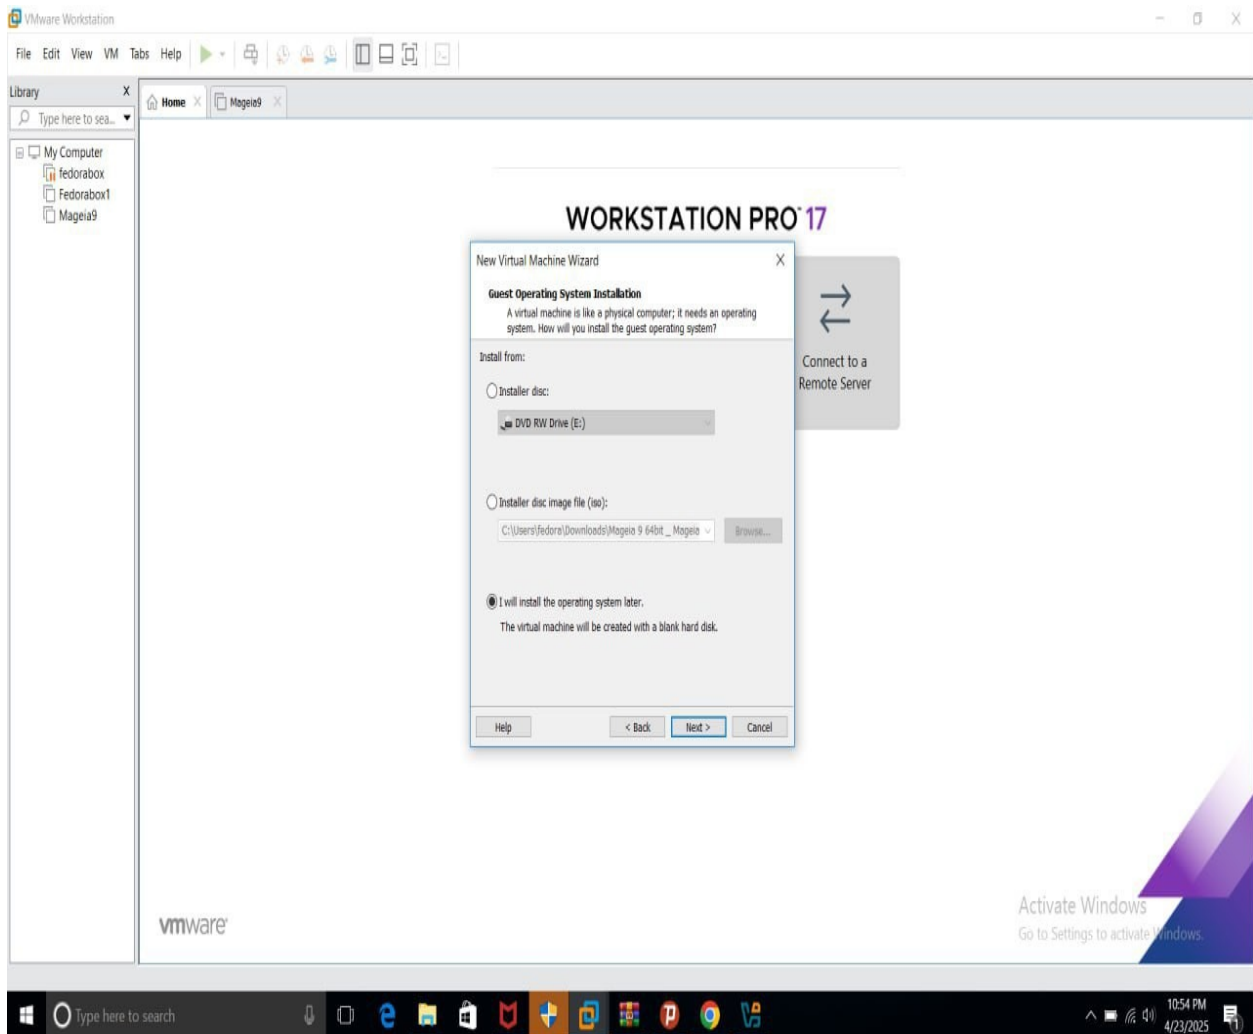 VMware Workstation
File Edit View VM Tabs Help
Library X
Type here to sea...
Home
Mageia9
My Computer
fedorabox
Fedorabox1
Mageia9
WORKSTATION PRO™ 17
New Virtual Machine Wizard X
Guest Operating System Installation
A virtual machine is like a physical computer; it needs an operating
system. How will you install the guest operating system?
Install from:
Installer disc:
DVD RW Drive (E:)
Installer disc image file (iso):
C:\Users\fedora\Downloads\Mageia 9 64bit _ Mageia
Browse...
I will install the operating system later.
The virtual machine will be created with a blank hard disk.
Help < Back Next > Cancel
Connect to a
Remote Server
vmware
Activate Windows
Go to Settings to activate Windows.
Type here to search
10:54 PM
4/23/2025